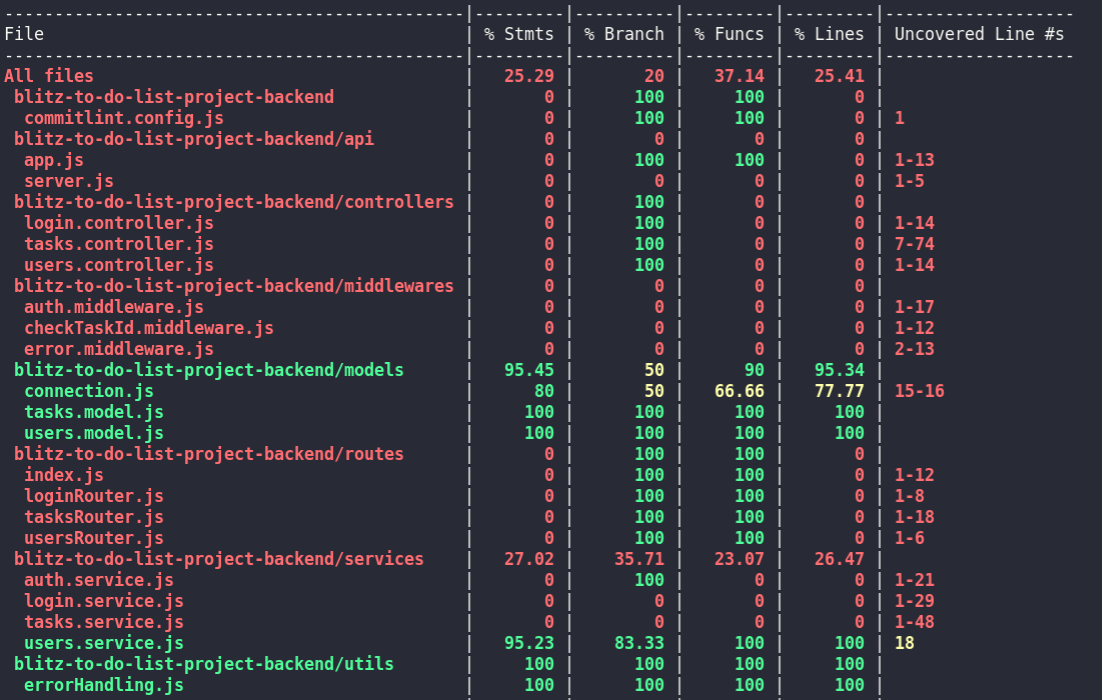 -----------------------------------------------|---------|----------|---------|---------|-------------------
File                                           | % Stmts | % Branch | % Funcs | % Lines | Uncovered Line #s
-----------------------------------------------|---------|----------|---------|---------|-------------------
All files                                      |   25.29 |       20 |   37.14 |   25.41 |
 blitz-to-do-list-project-backend              |       0 |      100 |     100 |       0 |
  commitlint.config.js                         |       0 |      100 |     100 |       0 | 1
 blitz-to-do-list-project-backend/api          |       0 |        0 |       0 |       0 |
  app.js                                       |       0 |      100 |     100 |       0 | 1-13
  server.js                                    |       0 |        0 |       0 |       0 | 1-5
 blitz-to-do-list-project-backend/controllers  |       0 |      100 |       0 |       0 |
  login.controller.js                          |       0 |      100 |       0 |       0 | 1-14
  tasks.controller.js                          |       0 |      100 |       0 |       0 | 7-74
  users.controller.js                          |       0 |      100 |       0 |       0 | 1-14
 blitz-to-do-list-project-backend/middlewares  |       0 |        0 |       0 |       0 |
  auth.middleware.js                           |       0 |        0 |       0 |       0 | 1-17
  checkTaskId.middleware.js                    |       0 |        0 |       0 |       0 | 1-12
  error.middleware.js                          |       0 |        0 |       0 |       0 | 2-13
 blitz-to-do-list-project-backend/models       |   95.45 |       50 |      90 |   95.34 |
  connection.js                                |      80 |       50 |   66.66 |   77.77 | 15-16
  tasks.model.js                               |     100 |      100 |     100 |     100 |
  users.model.js                               |     100 |      100 |     100 |     100 |
 blitz-to-do-list-project-backend/routes       |       0 |      100 |     100 |       0 |
  index.js                                     |       0 |      100 |     100 |       0 | 1-12
  loginRouter.js                               |       0 |      100 |     100 |       0 | 1-8
  tasksRouter.js                               |       0 |      100 |     100 |       0 | 1-18
  usersRouter.js                               |       0 |      100 |     100 |       0 | 1-6
 blitz-to-do-list-project-backend/services     |   27.02 |    35.71 |   23.07 |   26.47 |
  auth.service.js                              |       0 |      100 |       0 |       0 | 1-21
  login.service.js                             |       0 |        0 |       0 |       0 | 1-29
  tasks.service.js                             |       0 |        0 |       0 |       0 | 1-48
  users.service.js                             |   95.23 |    83.33 |     100 |     100 | 18
 blitz-to-do-list-project-backend/utils        |     100 |      100 |     100 |     100 |
  errorHandling.js                             |     100 |      100 |     100 |     100 |